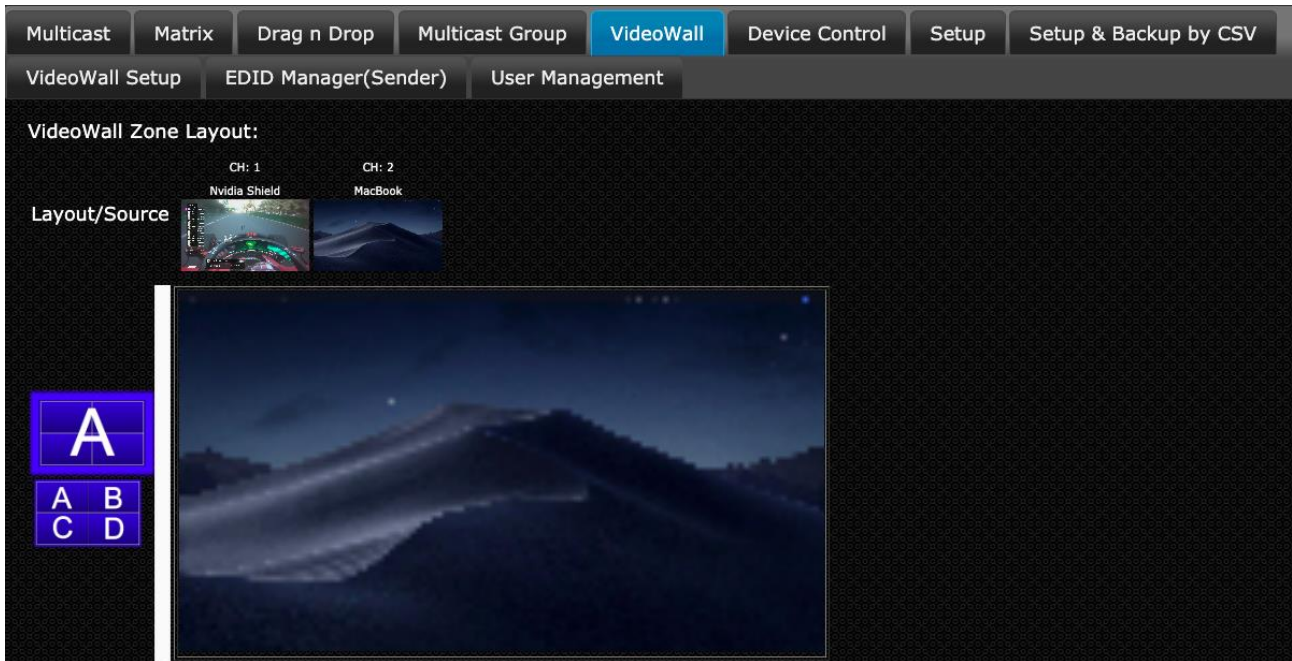 Multicast Matrix Drag n Drop Multicast Group VideoWall Device Control Setup Setup & Backup by CSV
VideoWall Setup EDID Manager(Sender) User Management
VideoWall Zone Layout:
CH: 1 CH: 2
Nvidia Shield MacBook
Layout/Source
A
A B
C D